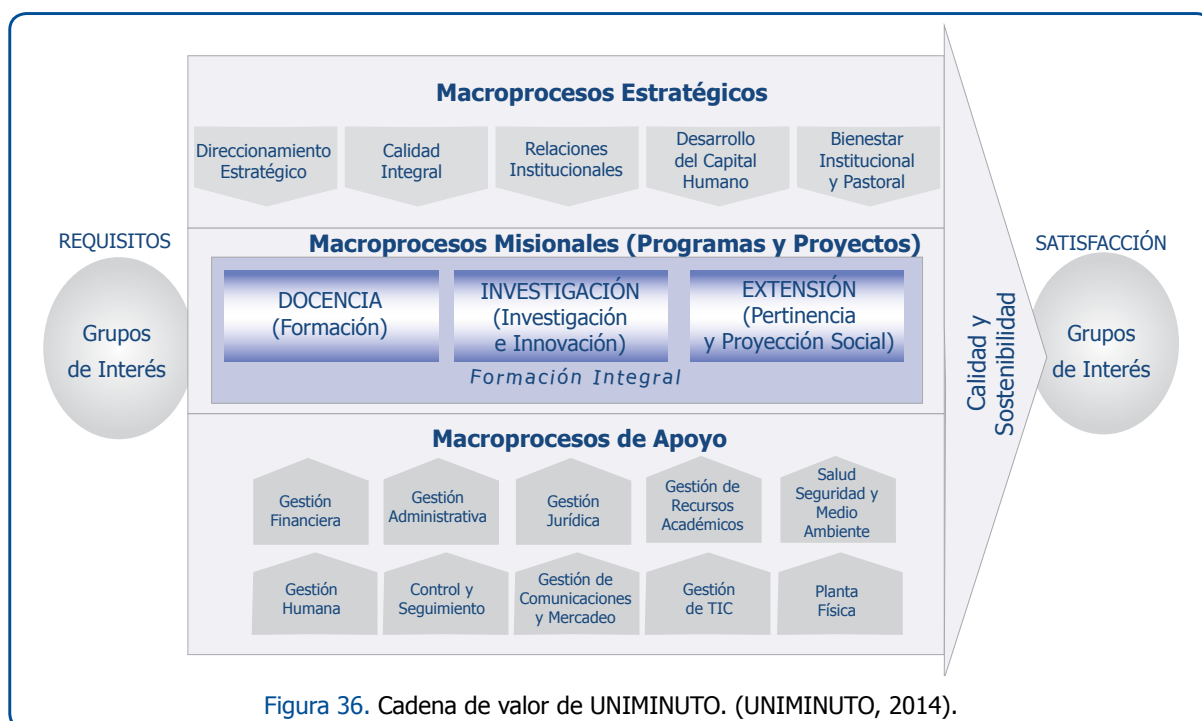 Macroprocesos Estratégicos
Direccionamiento
Estratégico
Calidad
Integral
Relaciones
Institucionales
Desarrollo
del Capital
Humano
Bienestar
Institucional
y Pastoral
REQUISITOS
Grupos
de Interés
Macroprocesos Misionales (Programas y Proyectos)
DOCENCIA
(Formación)
INVESTIGACIÓN
(Investigación
e Innovación)
EXTENSIÓN
(Pertinencia
y Proyección Social)
Formación Integral
Macroprocesos de Apoyo
Gestión
Financiera
Gestión
Administrativa
Gestión
Jurídica
Gestión de
Recursos
Académicos
Salud
Seguridad y
Medio
Ambiente
Gestión
Humana
Control y
Seguimiento
Gestión de
Comunicaciones
y Mercadeo
Gestión
de TIC
Planta
Física
Calidad y
Sostenibilidad
SATISFACCIÓN
Grupos
de Interés
Figura 36. Cadena de valor de UNIMINUTO. (UNIMINUTO, 2014).